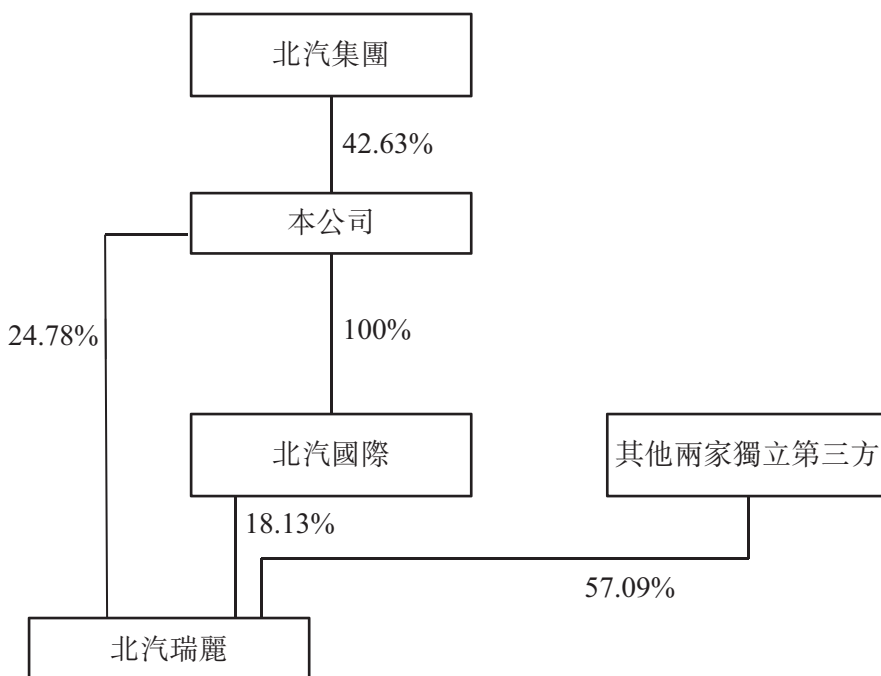 北汽集團
42.63%
本公司
24.78%
100%
北汽國際
其他兩家獨立第三方
18.13%
57.09%
北汽瑞麗